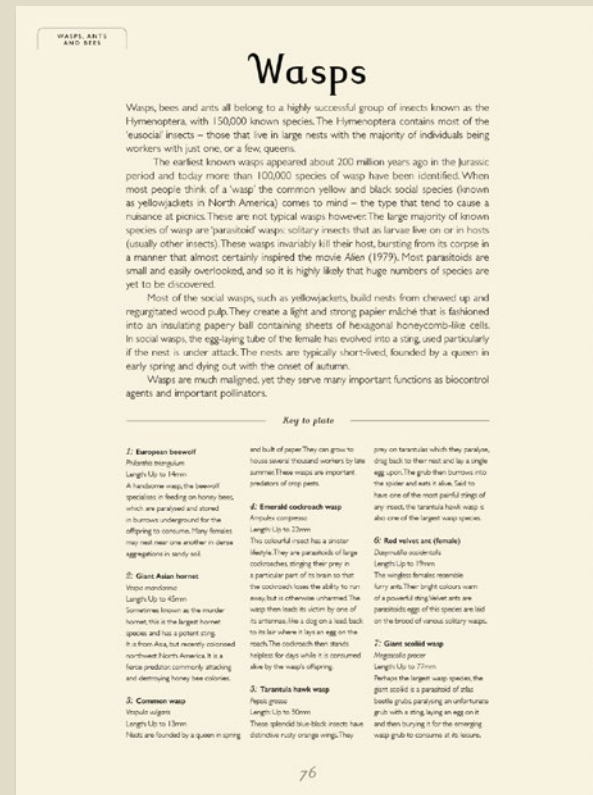 WASPS, ANTS
AND BEES
Wasps
Wasps, bees and ants all belong to a highly successful group of insects known as the
Hymenoptera, with 150,000 known species. The Hymenoptera contains most of the
'eusocial' insects – those that live in large nests with the majority of individuals being
workers with just one, or a few, queens.
The earliest known wasps appeared about 200 million years ago in the Jurassic
period and today more than 100,000 species of wasp have been identified. When
most people think of a 'wasp' the common yellow and black social species (known
as yellowjackets in North America) comes to mind – the type that tend to cause a
nuisance at picnics. These are not typical wasps however. The large majority of known
species of wasp are 'parasitoid' wasps: solitary insects that as larvae live on or in hosts
(usually other insects). These wasps invariably kill their host, bursting from its corpse in
a manner that almost certainly inspired the movie Alien (1979). Most parasitoids are
small and easily overlooked, and so it is highly likely that huge numbers of species are
yet to be discovered.
Most of the social wasps, such as yellowjackets, build nests from chewed up and
regurgitated wood pulp. They create a light and strong papier mâché that is fashioned
into an insulating papery ball containing sheets of hexagonal honeycomb-like cells.
In social wasps, the egg-laying tube of the female has evolved into a sting, used particularly
if the nest is under attack. The nests are typically short-lived, founded by a queen in
early spring and dying out with the onset of autumn.
Wasps are much maligned, yet they serve many important functions as biocontrol
agents and important pollinators.
Key to plate
1: European beewolf
Philanthus triangulum
Length: Up to 14mm
A handsome wasp, the beewolf
specialises in feeding on honey bees,
which are paralysed and stored
in burrows underground for the
offspring to consume. Many females
may nest near one another in dense
aggregations in sandy soil.
2: Giant Asian hornet
Vespa mandarinia
Length: Up to 45mm
Sometimes known as the murder
hornet, this is the largest hornet
species and has a potent sting.
It is from Asia, but recently colonised
northwest North America. It is a
fierce predator, commonly attacking
and destroying honey bee colonies.
3: Common wasp
Vespula vulgaris
Length: Up to 13mm
Nests are founded by a queen in spring
and built of paper. They can grow to
house several thousand workers by late
summer. These wasps are important
predators of crop pests.
4: Emerald cockroach wasp
Ampulex compressa
Length: Up to 22mm
This colourful insect has a sinister
lifestyle. They are parasitoids of large
cockroaches, stinging their prey in
a particular part of its brain so that
the cockroach loses the ability to run
away, but is otherwise unharmed. The
wasp then leads its victim by one of
its antennae, like a dog on a lead, back
to its lair where it lays an egg on the
roach. The cockroach then stands
helpless for days while it is consumed
alive by the wasp's offspring.
5: Tarantula hawk wasp
Pepsis grossa
Length: Up to 50mm
These splendid blue-black insects have
distinctive rusty orange wings. They
prey on tarantulas which they paralyse,
drag back to their nest and lay a single
egg upon. The grub then burrows into
the spider and eats it alive. Said to
have one of the most painful stings of
any insect, the tarantula hawk wasp is
also one of the largest wasp species.
6: Red velvet ant (female)
Dasymutilla occidentalis
Length: Up to 19mm
The wingless females resemble
furry ants. Their bright colours warn
of a powerful sting. Velvet ants are
parasitoids: eggs of this species are laid
on the brood of various solitary wasps.
7: Giant scoliid wasp
Megascolia procer
Length: Up to 77mm
Perhaps the largest wasp species, the
giant scoliid is a parasitoid of atlas
beetle grubs, paralysing an unfortunate
grub with a sting, laying an egg on it
and then burying it for the emerging
wasp grub to consume at its leisure.
76